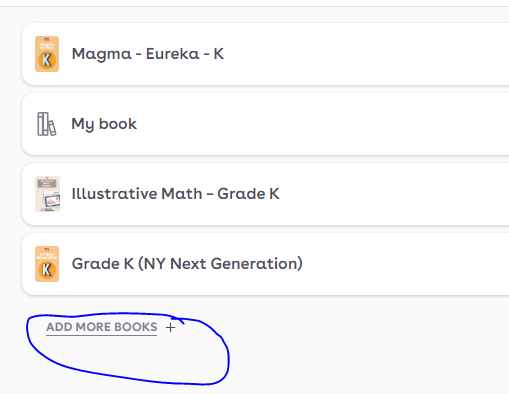 Magma - Eureka - K
My book
Illustrative Math – Grade K
Grade K (NY Next Generation)
ADD MORE BOOKS +